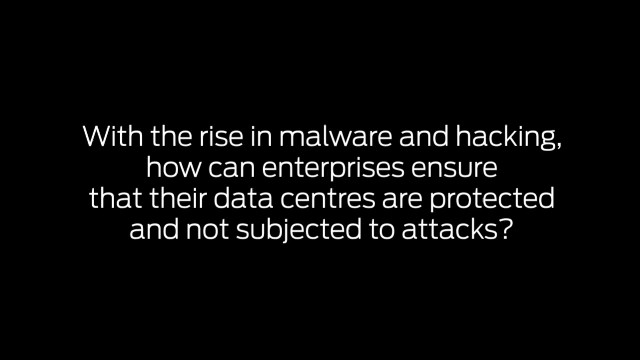 With the rise in malware and hacking,
how can enterprises ensure
that their data centres are protected
and not subjected to attacks?